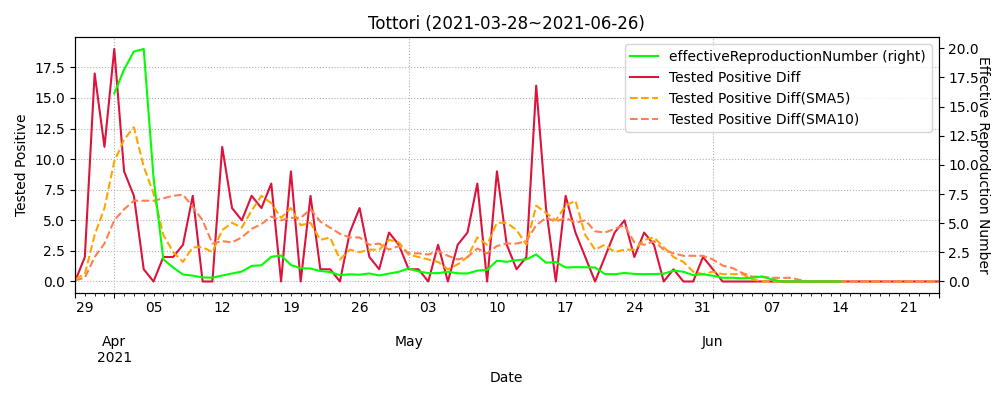 Tottori (2021-03-28~2021-06-26)
effectiveReproductionNumber (right)
Tested Positive Diff
Tested Positive Diff(SMA5)
Tested Positive Diff(SMA10)
Tested Positive
17.5
15.0
12.5
10.0
7.5
5.0
2.5
0.0
20.0
17.5
15.0
12.5
10.0
7.5
5.0
2.5
0.0
Effective Reproduction Number
29 05 12 19 26 03 10 17 24 31 07 14 21
Apr May Jun
2021
Date